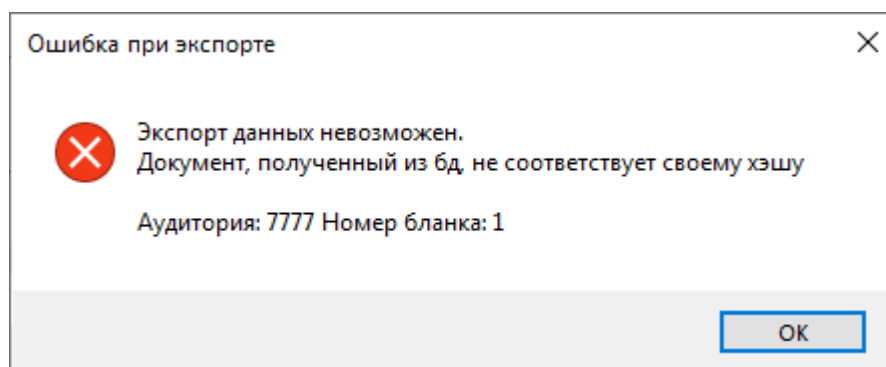 Ошибка при экспорте
Экспорт данных невозможен.
Документ, полученный из бд, не соответствует своему хэшу
Аудитория: 7777 Номер бланка: 1
ОК